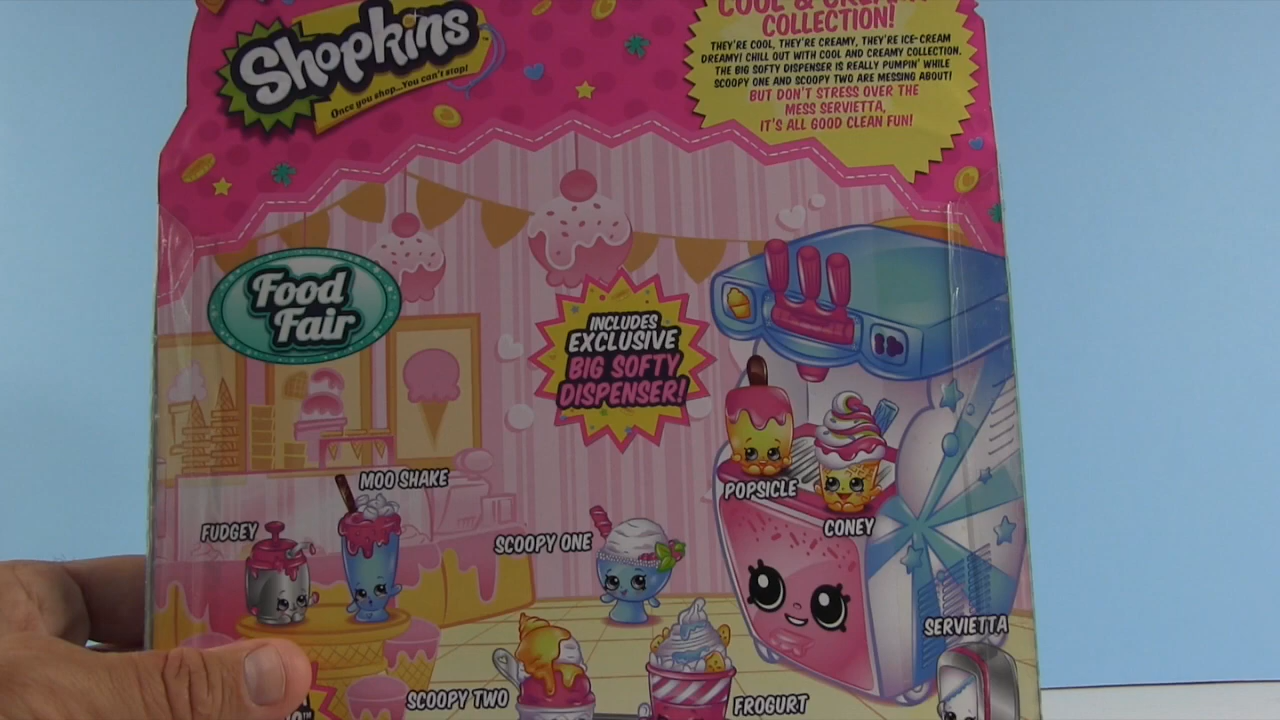 Shopkins
Once you shop...You can't stop!
COOL & CREAMY
COLLECTION!
THEY'RE COOL, THEY'RE CREAMY, THEY'RE ICE-CREAM
DREAMY! CHILL OUT WITH COOL AND CREAMY COLLECTION.
THE BIG SOFTY DISPENSER IS REALLY PUMPIN' WHILE
SCOOPY ONE AND SCOOPY TWO ARE MESSING ABOUT!
BUT DON'T STRESS OVER THE
MESS SERVIETTA,
IT'S ALL GOOD CLEAN FUN!
Food
Fair
INCLUDES
EXCLUSIVE
BIG SOFTY
DISPENSER!
MOO SHAKE
FUDGEY
SCOOPY ONE
POPSICLE
CONEY
SERVIETTA
SCOOPY TWO
FROGURT